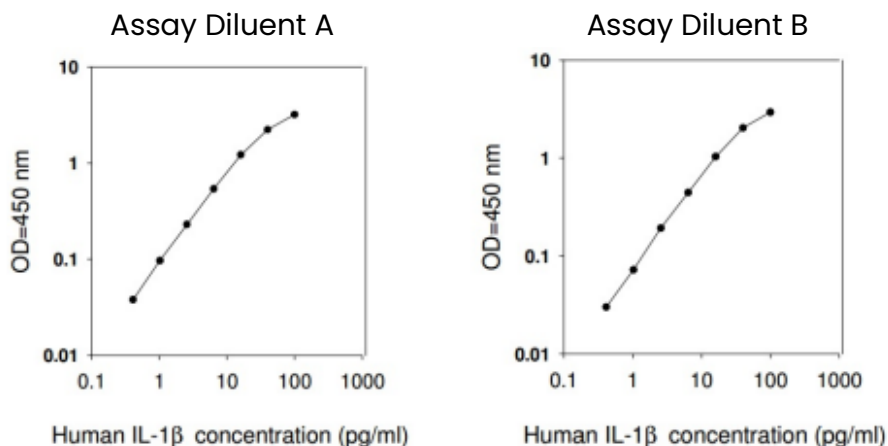 Assay Diluent A
10
1
0.1
0.01
OD=450 nm
0.1 1 10 100 1000
Human IL-1β concentration (pg/ml)
Assay Diluent B
10
1
0.1
0.01
OD=450 nm
0.1 1 10 100 1000
Human IL-1β concentration (pg/ml)